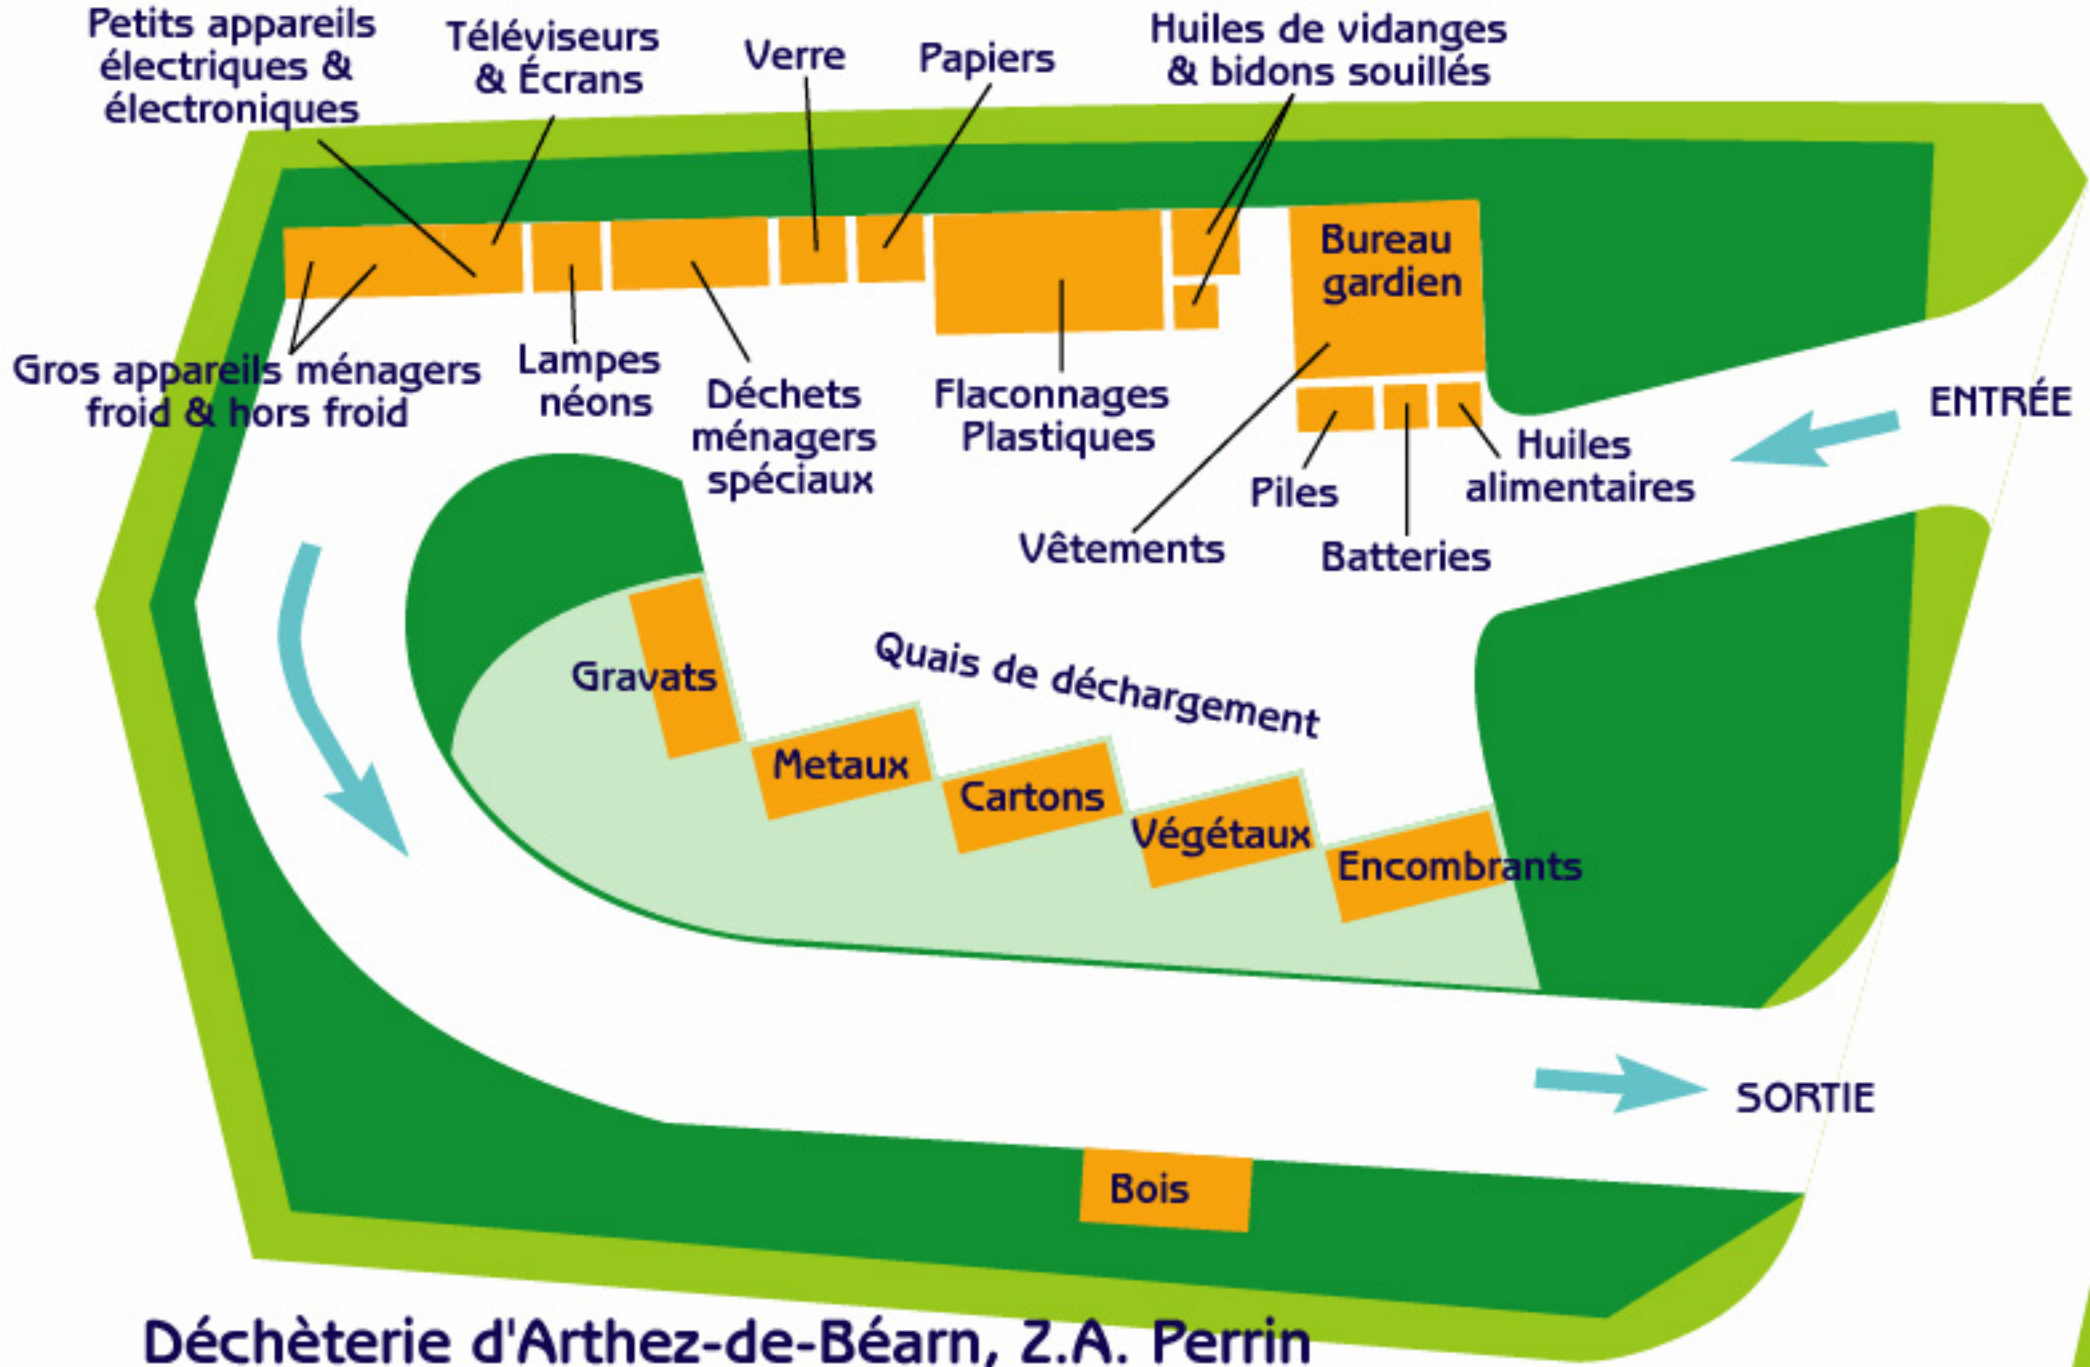 Petits appareils
électriques &
électroniques
Téléviseurs
& Écrans
Verre
Papiers
Huiles de vidanges
& bidons souillés
Bureau
gardien
Gros appareils ménagers
froid & hors froid
Lampes
néons
Déchets
ménagers
spéciaux
Flaconnages
Plastiques
ENTRÉE
Huiles
alimentaires
Piles
Vêtements
Batteries
Quais de déchargement
Gravats
Metaux
Cartons
Végétaux
Encombrants
SORTIE
Bois
Déchèterie d'Arthez-de-Béarn, Z.A. Perrin